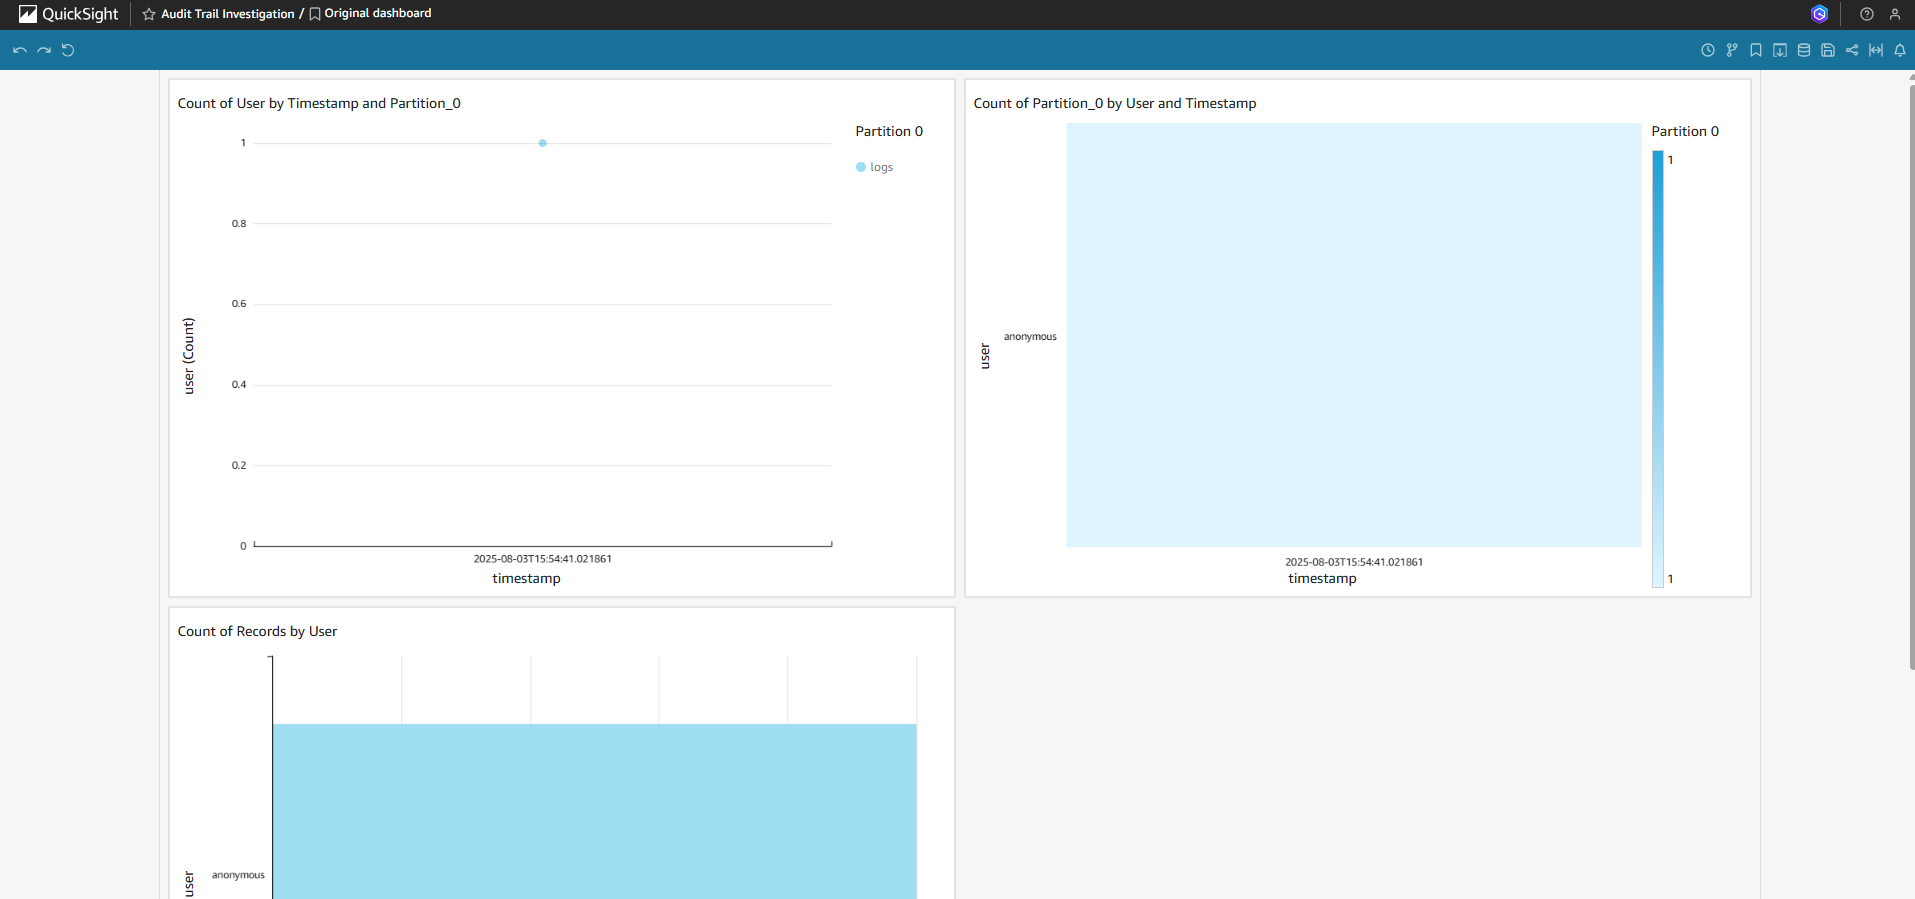 QuickSight
Audit Trail Investigation / Original dashboard
Count of User by Timestamp and Partition_0
user (Count)
1
0.8
0.6
0.4
0.2
0
2025-08-03T15:54:41.021861
timestamp
Partition 0
logs
Count of Partition_0 by User and Timestamp
user
anonymous
2025-08-03T15:54:41.021861
timestamp
Partition 0
1
1
Count of Records by User
user
anonymous